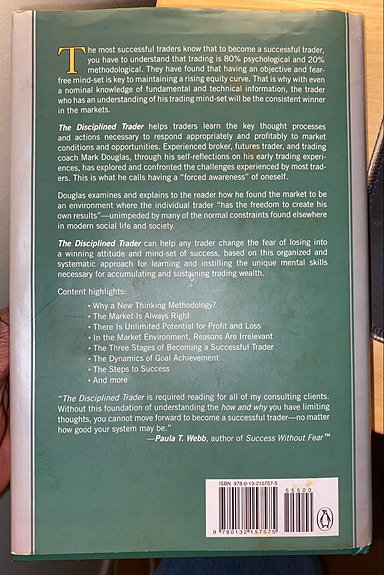 The most successful traders know that to become a successful trader,
you have to understand that trading is 80% psychological and 20%
methodological. They have found that having an objective and fear-
free mind-set is key to maintaining a rising equity curve. That is why with even
a nominal knowledge of fundamental and technical information, the trader
who has an understanding of his trading mind-set will be the consistent winner
in the markets.
The Disciplined Trader helps traders learn the key thought processes
and actions necessary to respond appropriately and profitably to market
conditions and opportunities. Experienced broker, futures trader, and trading
coach Mark Douglas, through his self-reflections on his early trading experi-
ences, has explored and confronted the challenges experienced by most trad-
ers. This is what he calls having a "forced awareness" of oneself.
Douglas examines and explains to the reader how he found the market to be
an environment where the individual trader "has the freedom to create his
own results"—unimpeded by many of the normal constraints found elsewhere
in modern social life and society.
The Disciplined Trader can help any trader change the fear of losing into
a winning attitude and mind-set of success, based on this organized and
systematic approach for learning and instilling the unique mental skills
necessary for accumulating and sustaining trading wealth.
Content highlights:
• Why a New Thinking Methodology?
• The Market Is Always Right
• There Is Unlimited Potential for Profit and Loss
• In the Market Environment, Reasons Are Irrelevant
• The Three Stages of Becoming a Successful Trader
• The Dynamics of Goal Achievement
• The Steps to Success
• And more
"The Disciplined Trader is required reading for all of my consulting clients.
Without this foundation of understanding the how and why you have limiting
thoughts, you cannot move forward to become a successful trader—no matter
how good your system may be."
—Paula T. Webb, author of Success Without Fear™
ISBN 978-0-13-215757-5
55500
9 780132 157575